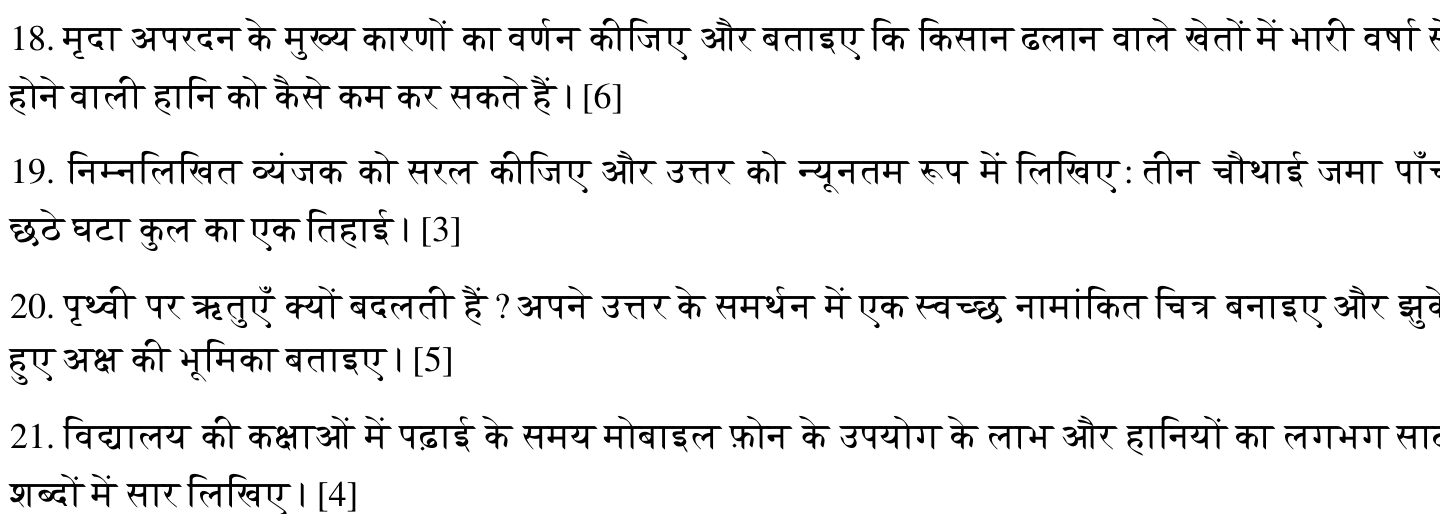 18. मृदा अपरदन के मुख्य कारणों का वर्णन कीजिए और बताइए कि किसान ढलान वाले खेतों में भारी वर्षा से
होने वाली हानि को कैसे कम कर सकते हैं। [6]
19. निम्नलिखित व्यंजक को सरल कीजिए और उत्तर को न्यूनतम रूप में लिखिए: तीन चौथाई जमा पाँच
छठे घटा कुल का एक तिहाई। [3]
20. पृथ्वी पर ऋतुएँ क्यों बदलती हैं ? अपने उत्तर के समर्थन में एक स्वच्छ नामांकित चित्र बनाइए और झुके
हुए अक्ष की भूमिका बताइए। [5]
21. विद्यालय की कक्षाओं में पढ़ाई के समय मोबाइल फ़ोन के उपयोग के लाभ और हानियों का लगभग साठ
शब्दों में सार लिखिए। [4]